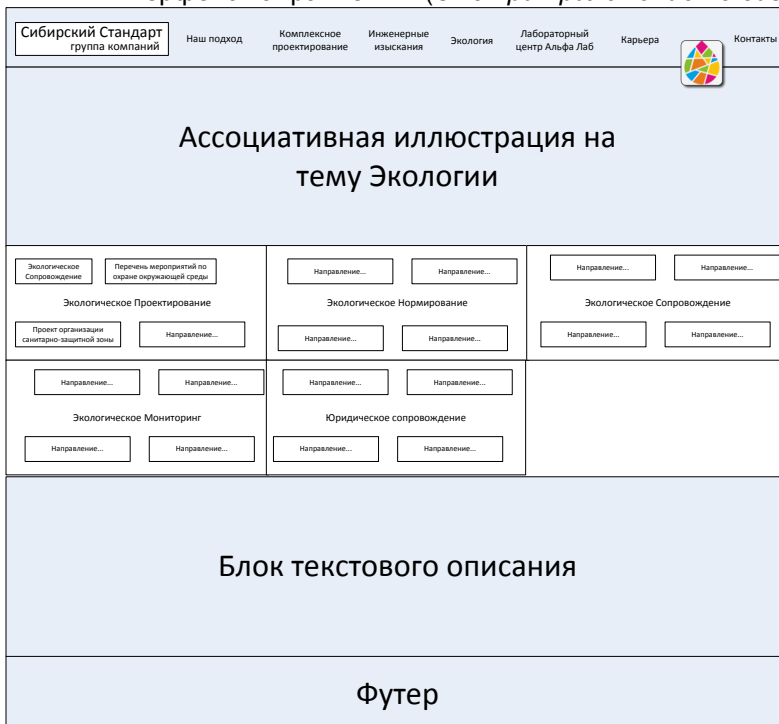 Сибирский Стандарт
группа компаний
Наш подход
Комплексное
проектирование
Инженерные
изыскания
Экология
Лабораторный
центр Альфа Лаб
Карьера
Контакты
Ассоциативная иллюстрация на
тему Экологии
Экологическое
Сопровождение
Перечень мероприятий по
охране окружающей среды
Экологическое Проектирование
Проект организации
санитарно-защитной зоны
Направление...
Направление...
Направление...
Экологическое Нормирование
Направление...
Направление...
Направление...
Направление...
Экологическое Сопровождение
Направление...
Направление...
Направление...
Направление...
Экологическое Мониторинг
Направление...
Направление...
Направление...
Направление...
Юридическое сопровождение
Направление...
Направление...
Блок текстового описания
Футер